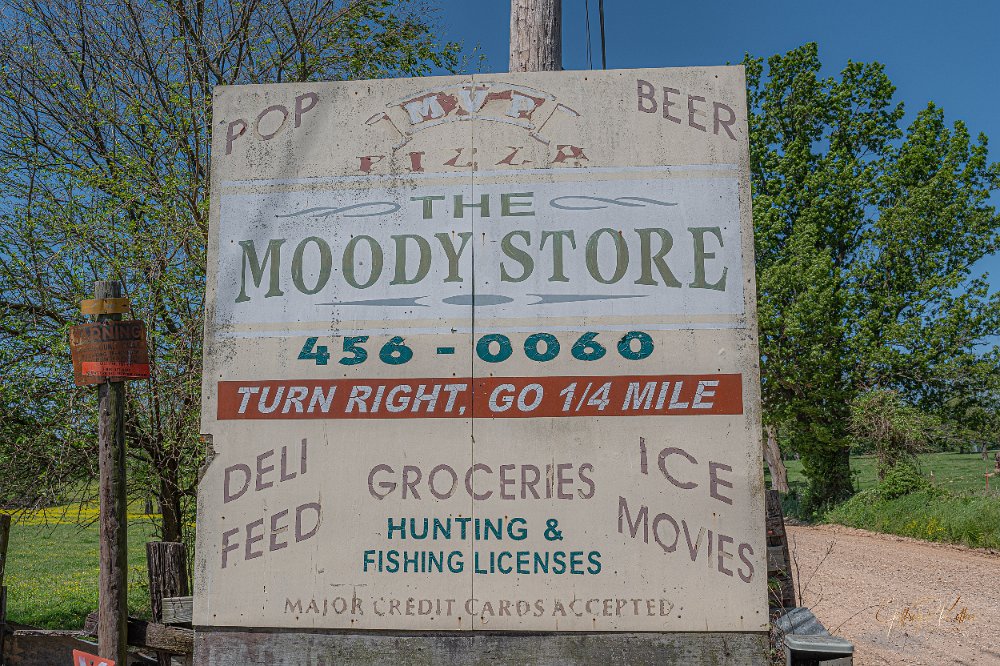 POP
MVP
BEER
PIZZA
THE
MOODY STORE
456-0060
TURN RIGHT, GO 1/4 MILE
DELI
GROCERIES
ICE
FEED
HUNTING &
FISHING LICENSES
MOVIES
MAJOR CREDIT CARDS ACCEPTED.
WARNING